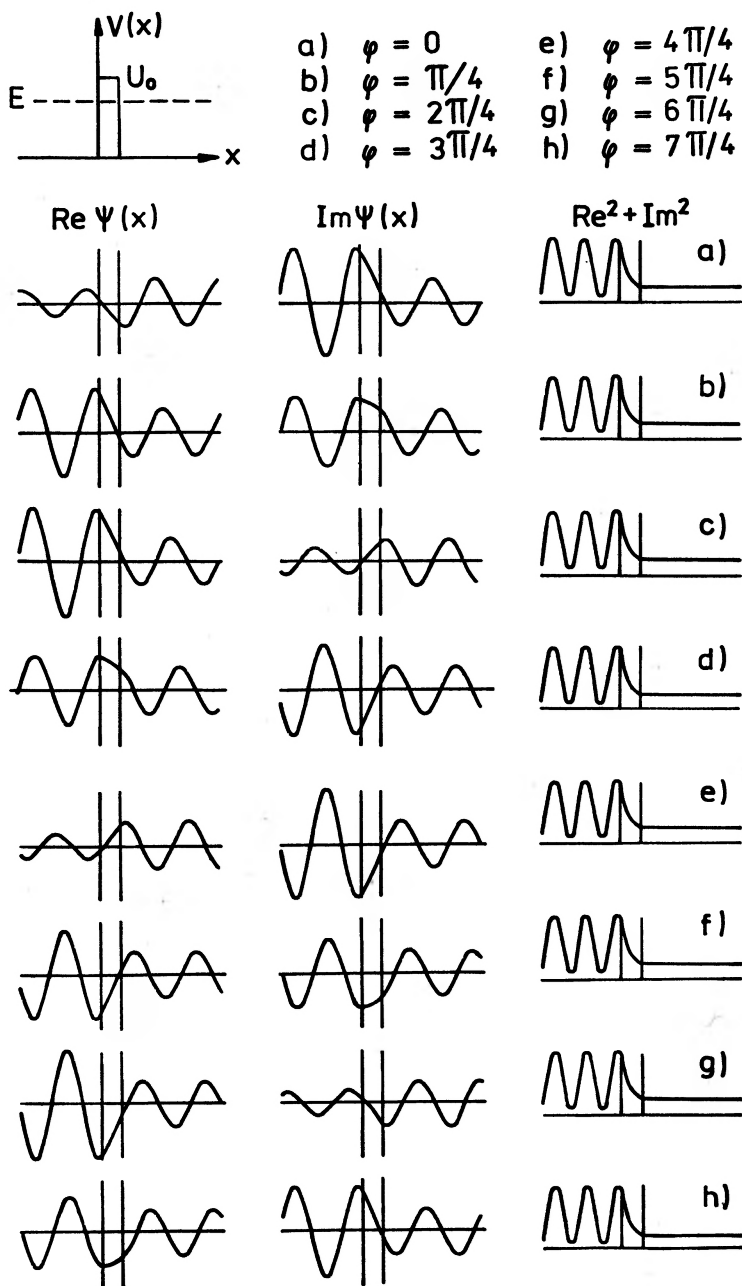 V(x)
U₀
E
x
a) φ = 0
b) φ = π/4
c) φ = 2π/4
d) φ = 3π/4
e) φ = 4π/4
f) φ = 5π/4
g) φ = 6π/4
h) φ = 7π/4
Re Ψ(x)
Im Ψ(x)
Re² + Im²
a)
b)
c)
d)
e)
f)
g)
h)